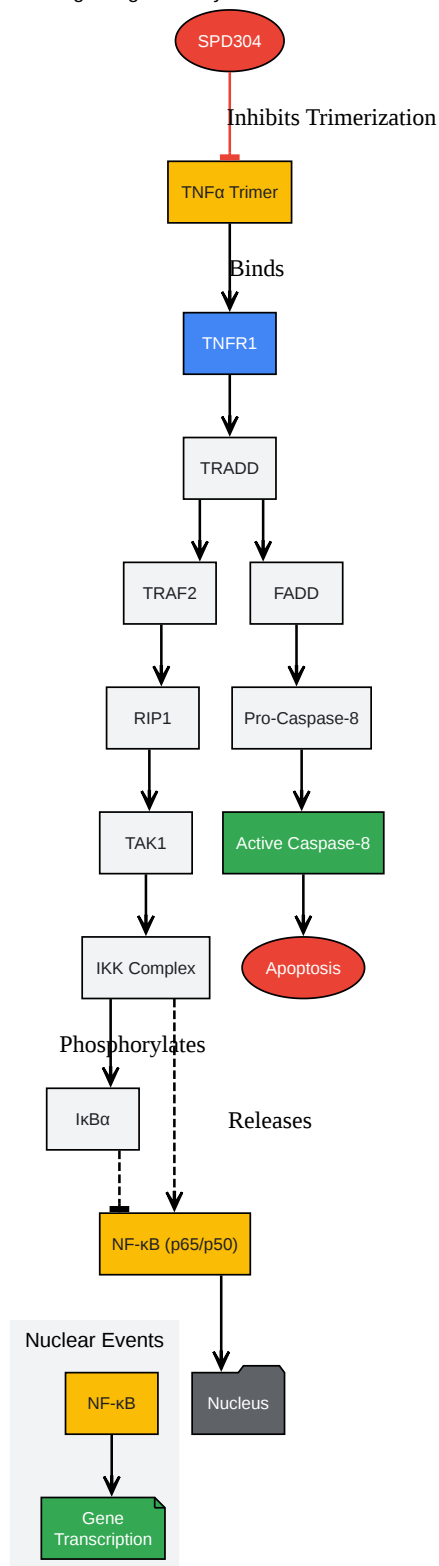 SPD304
Inhibits Trimerization
TNFα Trimer
Binds
TNFR1
TRADD
TRAF2
FADD
RIP1
Pro-Caspase-8
TAK1
Active Caspase-8
IKK Complex
Apoptosis
Phosphorylates
IκBα
Releases
NF-κB (p65/p50)
Nuclear Events
NF-κB
Nucleus
Gene
Transcription